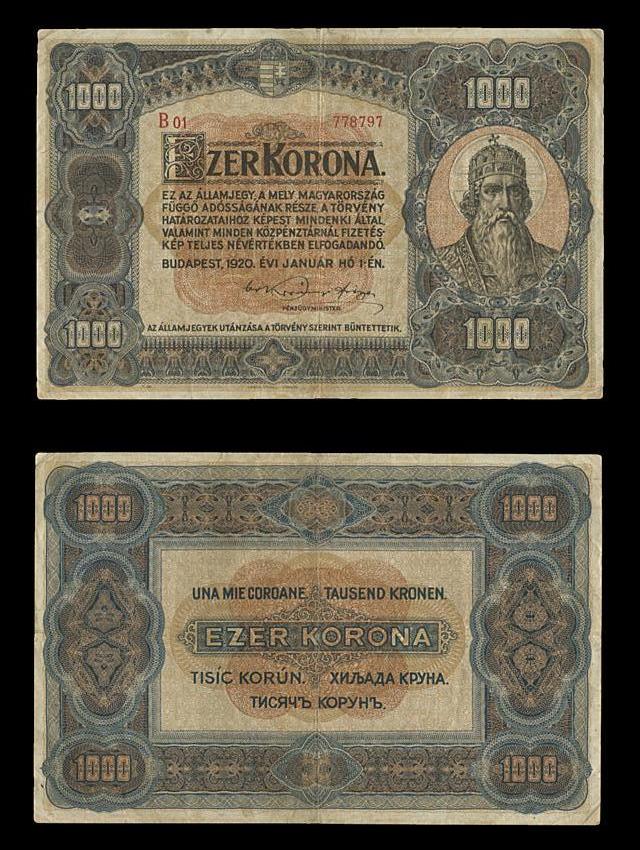 1000
1000
B 01 778797
EZER KORONA.
EZ AZ ÁLLAMJEGY, A MELY MAGYARORSZÁG
FÜGGŐ ADÓSSÁGÁNAK RÉSZE, A TÖRVÉNY
HATÁROZATAIHOZ KÉPEST MINDENKI ÁLTAL,
VALAMINT MINDEN KÖZPÉNZTÁRNÁL FIZETÉS-
KÉP TELJES NÉVÉRTÉKBEN ELFOGADANDÓ.
BUDAPEST, 1920. ÉVI JANUÁR HÓ 1-ÉN.
PÉNZÜGYMINISTER.
1000
1000
AZ ÁLLAMJEGYEK UTÁNZÁSA A TÖRVÉNY SZERINT BÜNTETTETIK.
1000
1000
UNA MIE COROANE. TAUSEND KRONEN.
EZER KORONA
TISÍC KORÚN. ХИЉАДА КРУНА.
ТИСЯЧЪ КОРУНЪ.
1000
1000